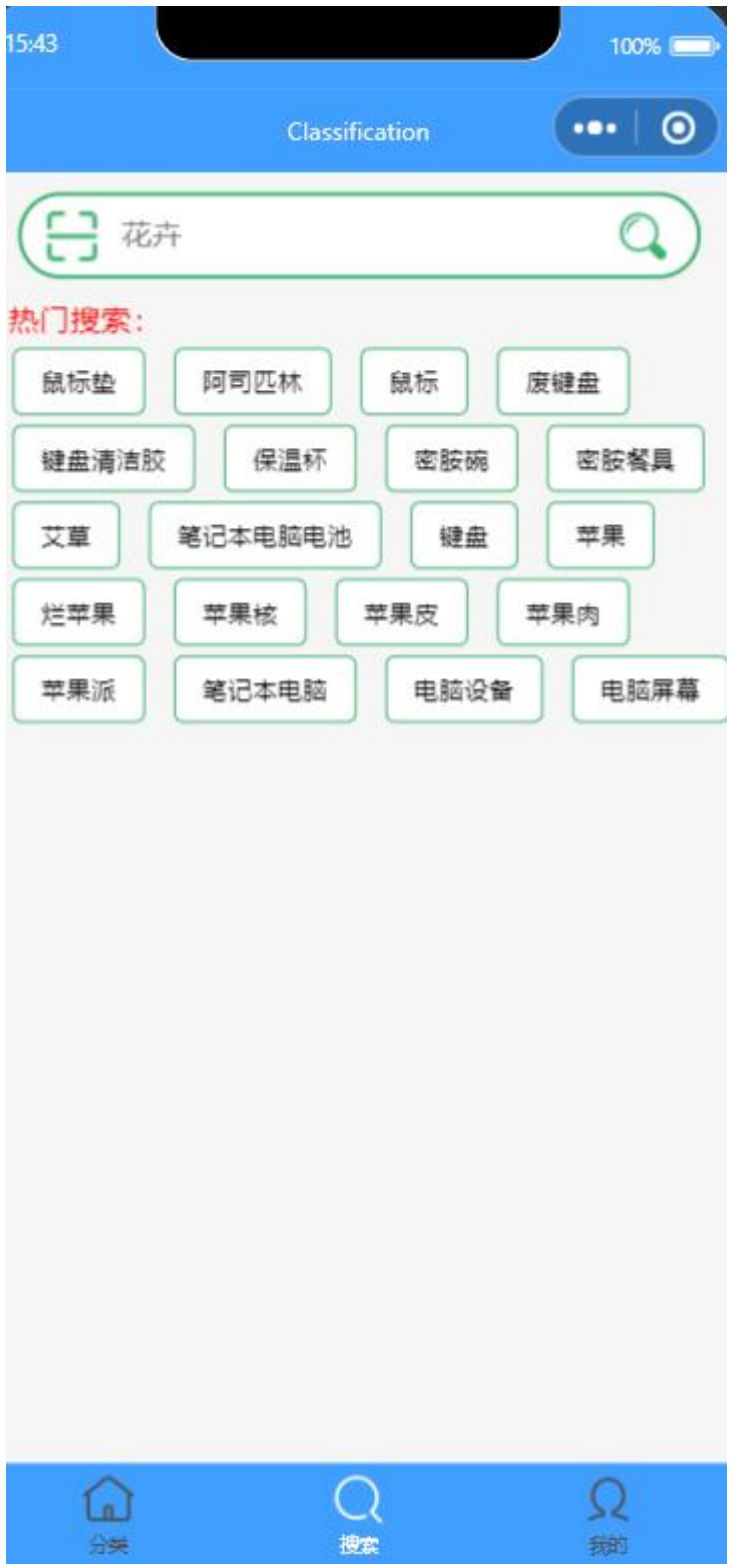 15:43 100%
Classification
花卉
热门搜索：
鼠标垫 阿司匹林 鼠标 废键盘
键盘清洁胶 保温杯 密胺碗 密胺餐具
艾草 笔记本电脑电池 键盘 苹果
烂苹果 苹果核 苹果皮 苹果肉
苹果派 笔记本电脑 电脑设备 电脑屏幕
分类 搜索 我的